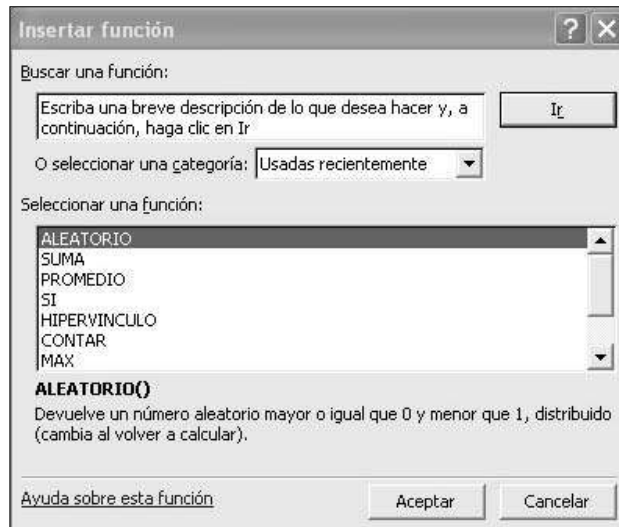 Insertar función
Buscar una función:
Escriba una breve descripción de lo que desea hacer y, a
continuación, haga clic en Ir
Ir
O seleccionar una categoría: Usadas recientemente
Seleccionar una función:
ALEATORIO
SUMA
PROMEDIO
SI
HIPERVINCULO
CONTAR
MAX
ALEATORIO()
Devuelve un número aleatorio mayor o igual que 0 y menor que 1, distribuido
(cambia al volver a calcular).
Ayuda sobre esta función
Aceptar
Cancelar